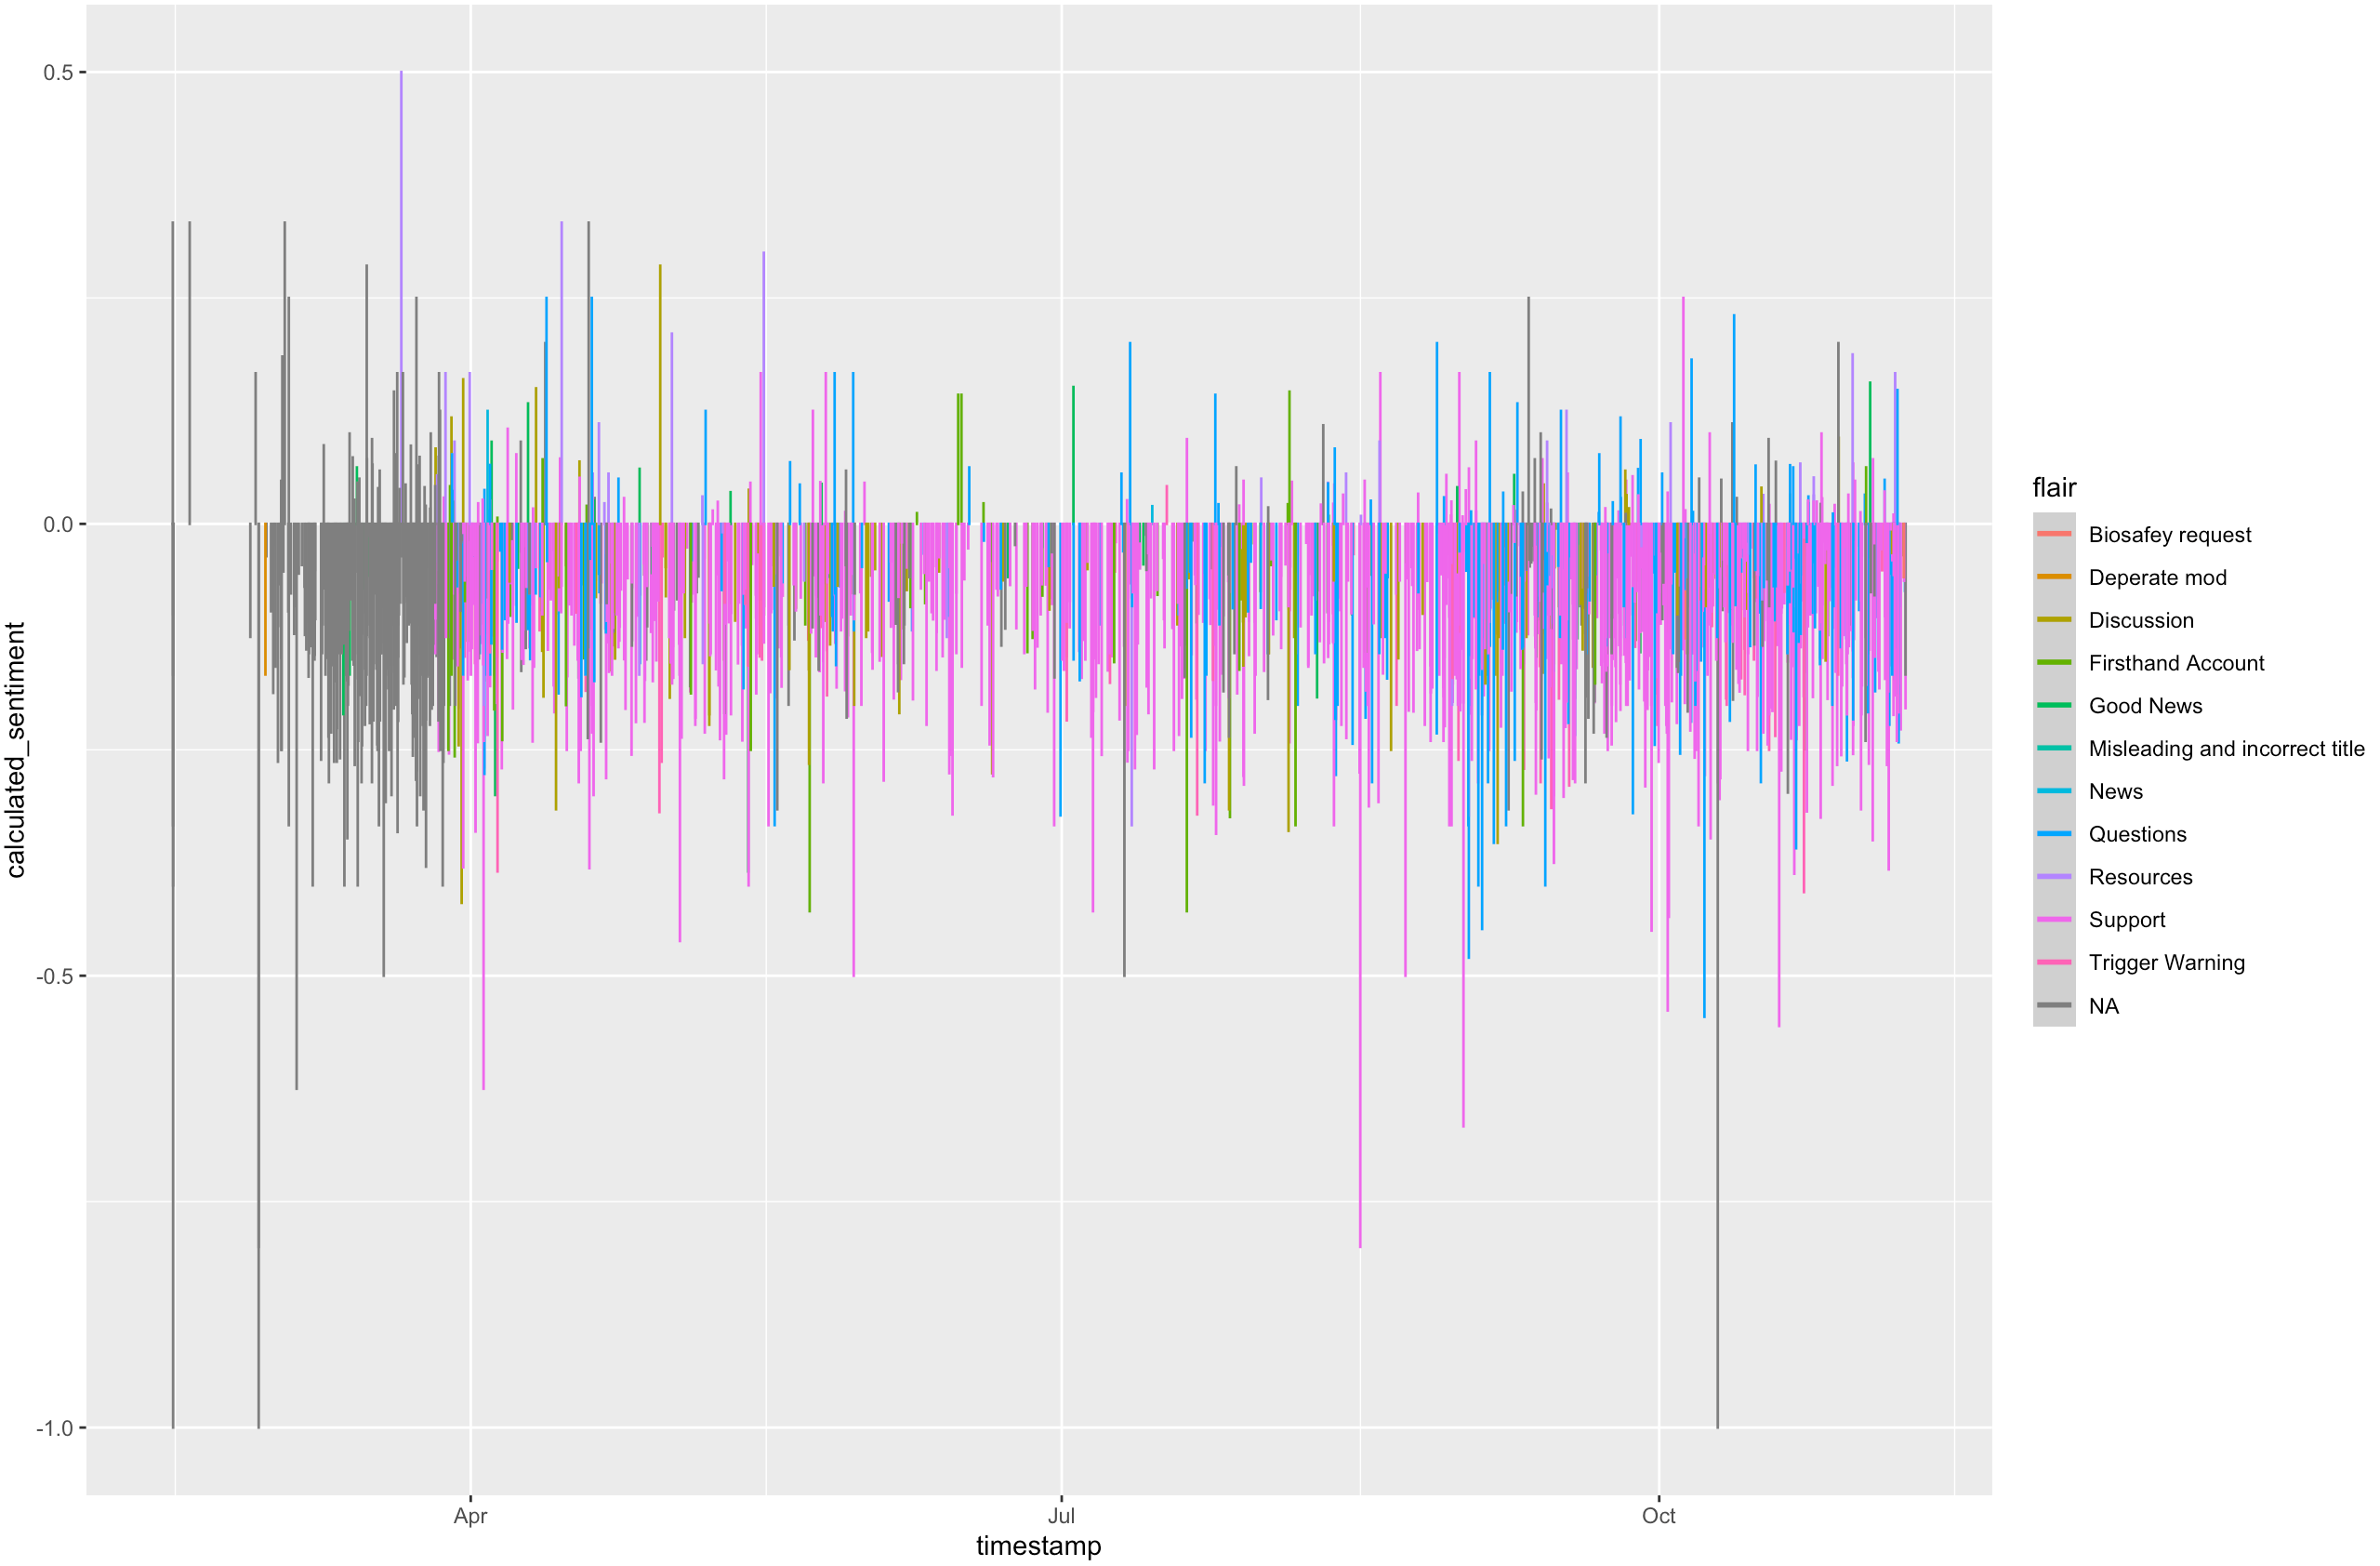 0.5
0.0
-0.5
-1.0
calculated_sentiment
Apr
Jul
Oct
timestamp
flair
Biosafey request
Deperate mod
Discussion
Firsthand Account
Good News
Misleading and incorrect title
News
Questions
Resources
Support
Trigger Warning
NA